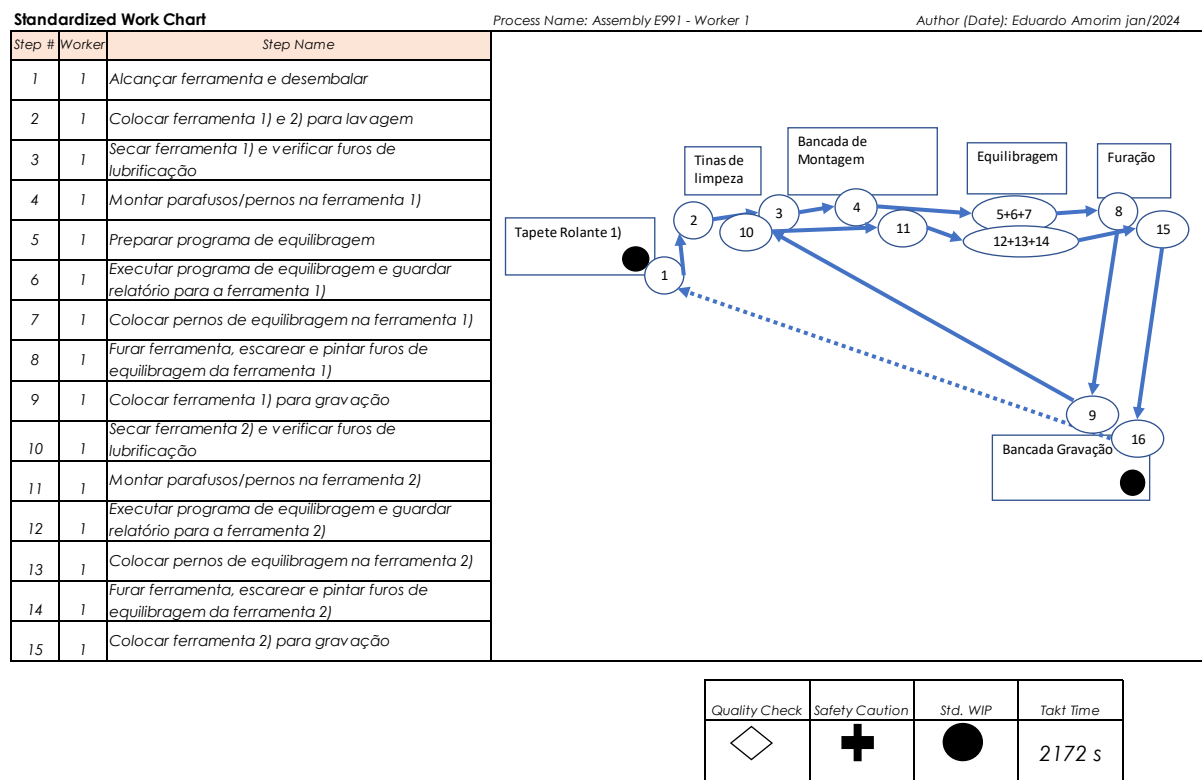 Standardized Work Chart
Process Name: Assembly E991 - Worker 1
Author (Date): Eduardo Amorim jan/2024
Step # Worker Step Name
1 1 Alcançar ferramenta e desembalar
2 1 Colocar ferramenta 1) e 2) para lavagem
3 1 Secar ferramenta 1) e verificar furos de
lubrificação
4 1 Montar parafusos/pernos na ferramenta 1)
5 1 Preparar programa de equilibragem
6 1 Executar programa de equilibragem e guardar
relatório para a ferramenta 1)
7 1 Colocar pernos de equilibragem na ferramenta 1)
8 1 Furar ferramenta, escarear e pintar furos de
equilibragem da ferramenta 1)
9 1 Colocar ferramenta 1) para gravação
10 1 Secar ferramenta 2) e verificar furos de
lubrificação
11 1 Montar parafusos/pernos na ferramenta 2)
12 1 Executar programa de equilibragem e guardar
relatório para a ferramenta 2)
13 1 Colocar pernos de equilibragem na ferramenta 2)
14 1 Furar ferramenta, escarear e pintar furos de
equilibragem da ferramenta 2)
15 1 Colocar ferramenta 2) para gravação
Tapete Rolante 1)
Tinas de
limpeza
Bancada de
Montagem
Equilibragem
Furação
Bancada Gravação
1
2
3
10
4
11
5+6+7
12+13+14
8
15
9
16
Quality Check Safety Caution Std. WIP Takt Time
2172 s